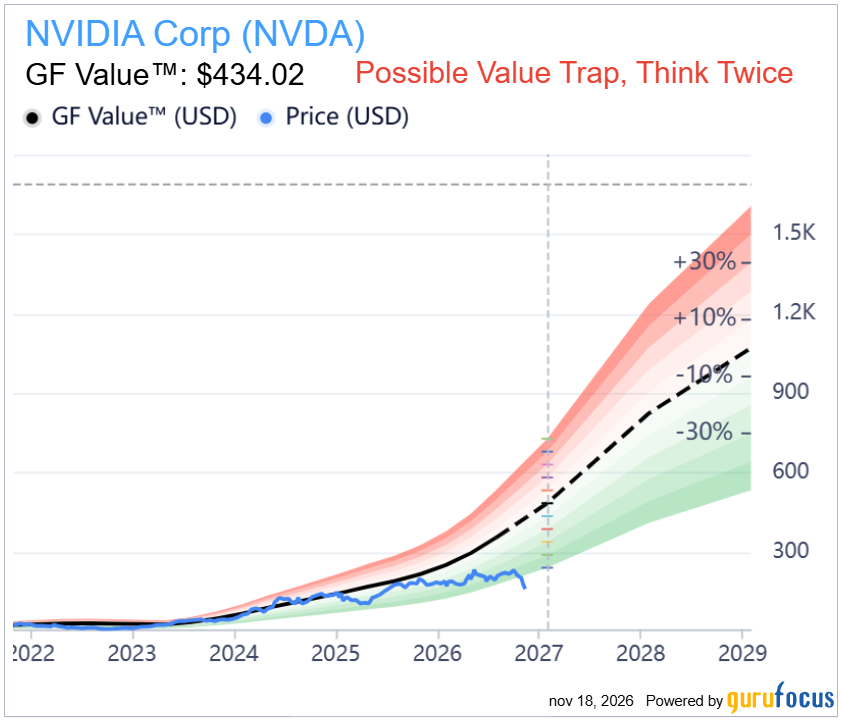 NVIDIA Corp (NVDA)
GF Value™: $434.02 Possible Value Trap, Think Twice
GF Value™ (USD) Price (USD)
1.5K
+30%
1.2K
+10%
-10%
900
-30%
600
300
2022 2023 2024 2025 2026 2027 2028 2029
nov 18, 2026 Powered by gurufocus